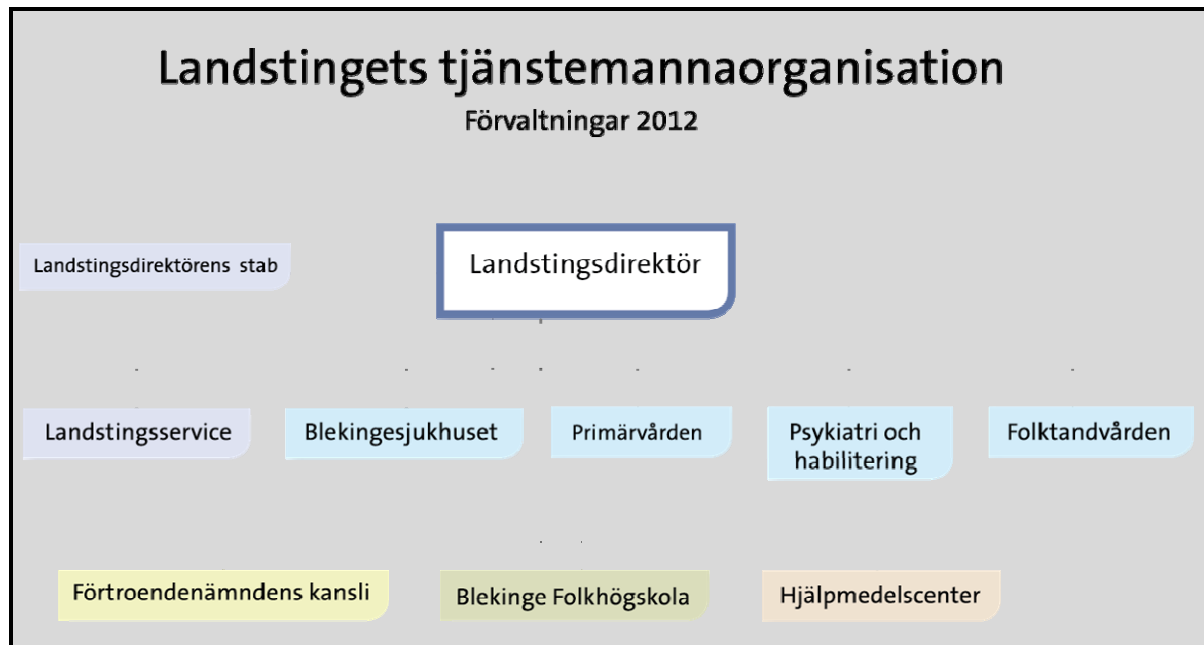 Landstingets tjänstemannaorganisation
Förvaltningar 2012
Landstingsdirektörens stab
Landstingsdirektör
Landstingsservice
Blekingesjukhuset
Primärvården
Psykiatri och
habilitering
Folktandvården
Förtroendenämndens kansli
Blekinge Folkhögskola
Hjälpmedelscenter